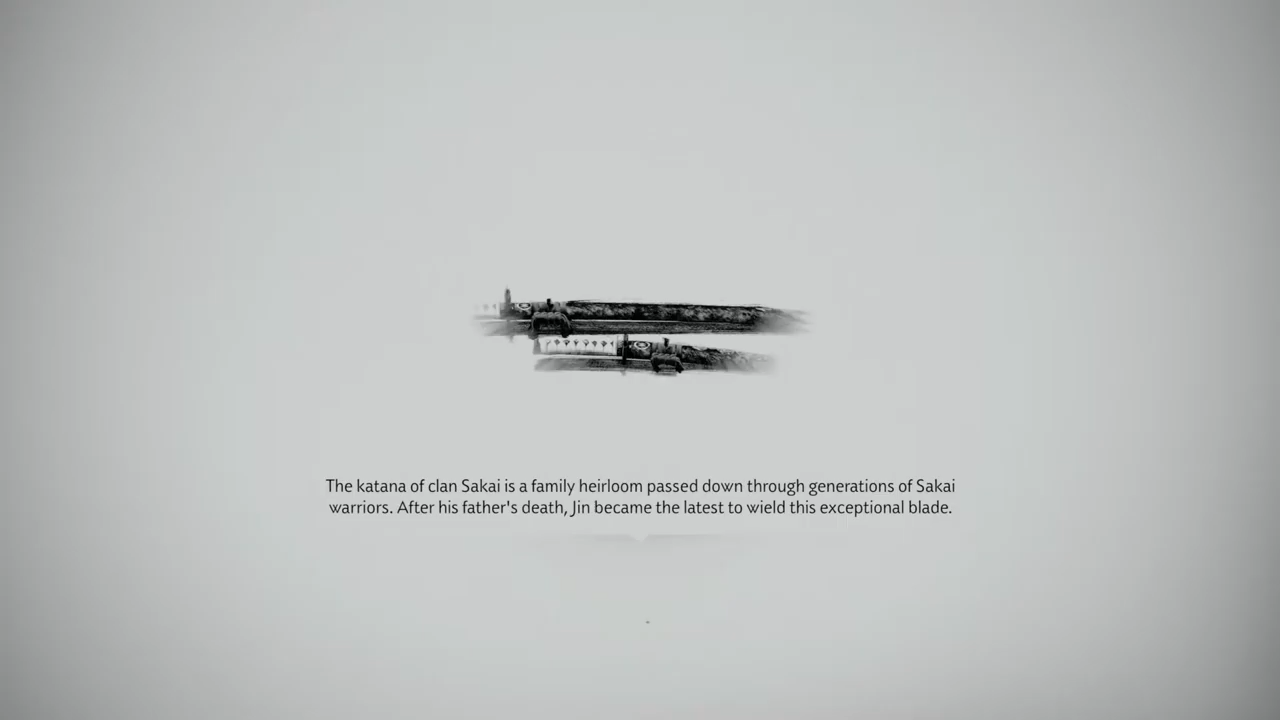 The katana of clan Sakai is a family heirloom passed down through generations of Sakai
warriors. After his father's death, Jin became the latest to wield this exceptional blade.